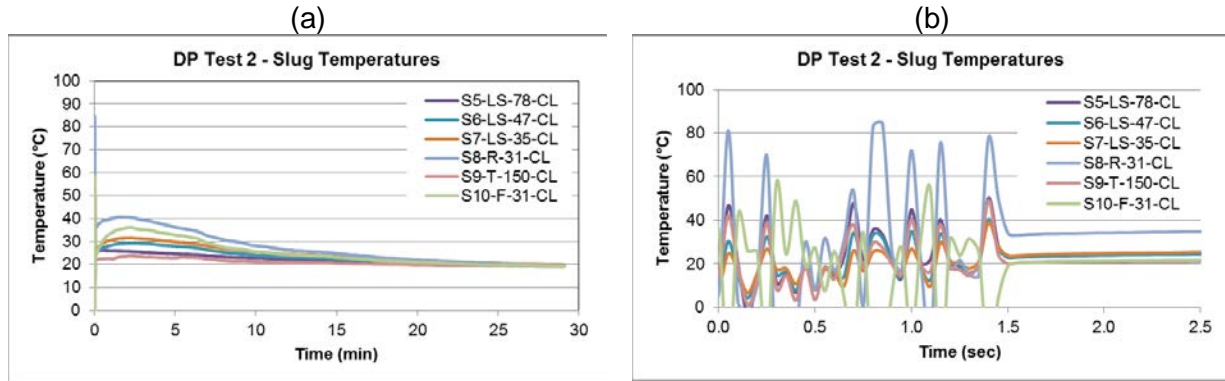 (a)
DP Test 2 - Slug Temperatures
100
90
80
70
60
50
40
30
20
10
0
Temperature (°C)
S5-LS-78-CL
S6-LS-47-CL
S7-LS-35-CL
S8-R-31-CL
S9-T-150-CL
S10-F-31-CL
0 5 10 15 20 25 30
Time (min)
(b)
DP Test 2 - Slug Temperatures
100
80
60
40
20
0
Temperature (°C)
S5-LS-78-CL
S6-LS-47-CL
S7-LS-35-CL
S8-R-31-CL
S9-T-150-CL
S10-F-31-CL
0.0 0.5 1.0 1.5 2.0 2.5
Time (sec)